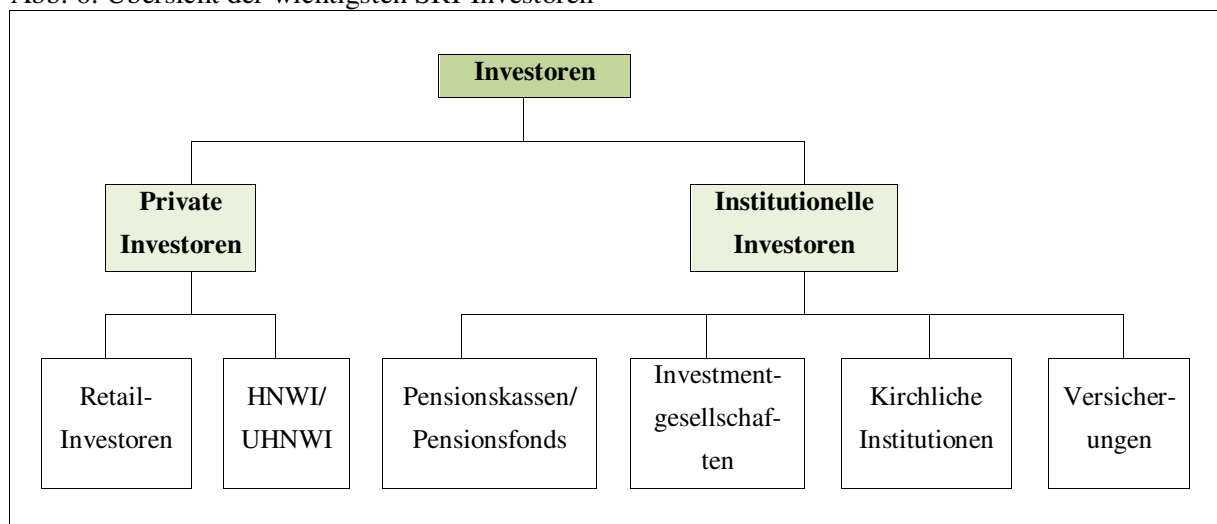 Abb. 6: Übersicht der wichtigsten SRI-Investoren
Investoren
Private
Investoren
Institutionelle
Investoren
Retail-
Investoren
HNWI/
UHNWI
Pensionskassen/
Pensionsfonds
Investment-
gesellschaf-
ten
Kirchliche
Institutionen
Versicher-
ungen